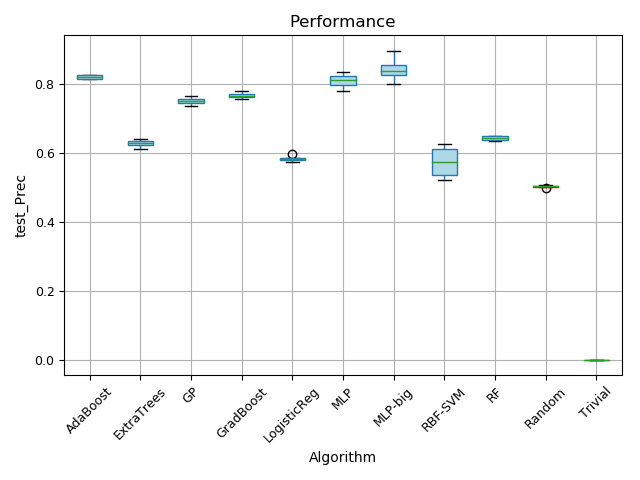 Performance
test_Prec
0.8
0.6
0.4
0.2
0.0
AdaBoost
ExtraTrees
GP
GradBoost
LogisticReg
MLP
MLP-big
RBF-SVM
RF
Random
Trivial
Algorithm